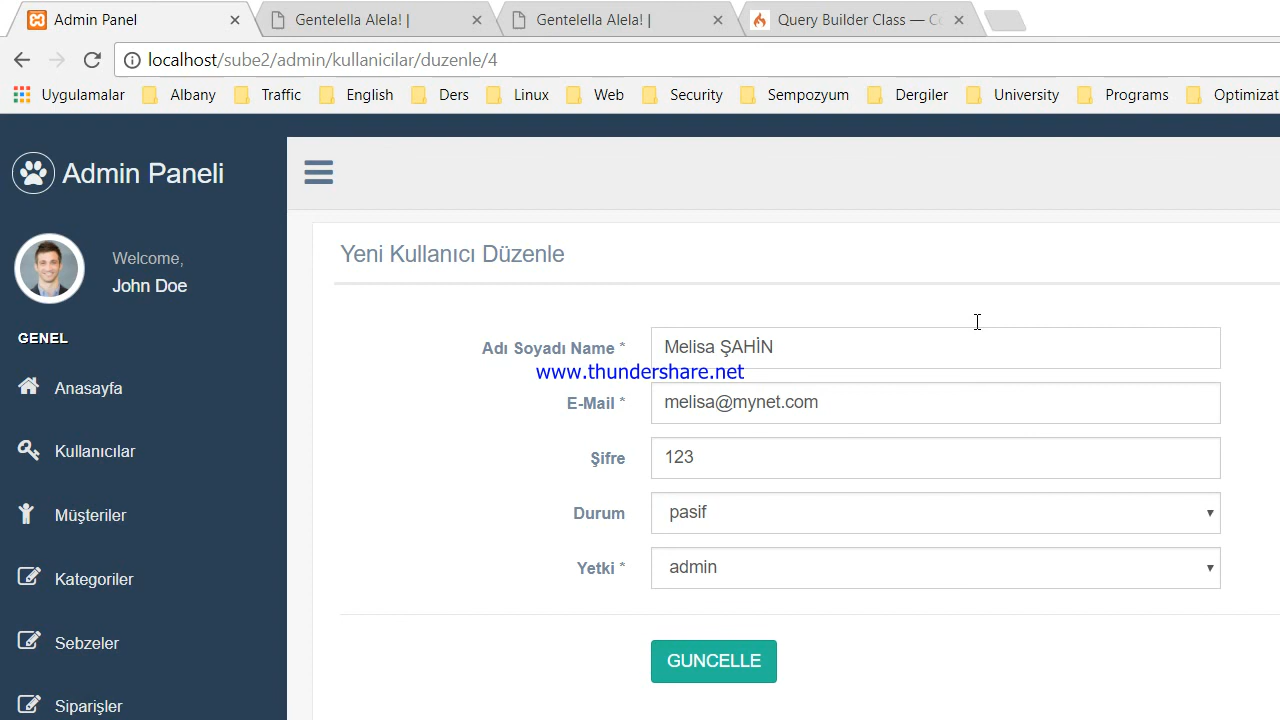 Admin Panel
Gentelella Alela! |
Gentelella Alela! |
Query Builder Class — Co
localhost/sube2/admin/kullanicilar/duzenle/4
Uygulamalar Albany Traffic English Ders Linux Web Security Sempozyum Dergiler University Programs Optimizat
Admin Paneli
Welcome,
John Doe
GENEL
Anasayfa
Kullanıcılar
Müşteriler
Kategoriler
Sebzeler
Siparişler
Yeni Kullanıcı Düzenle
Adı Soyadı Name * Melisa ŞAHİN
www.thundershare.net
E-Mail * melisa@mynet.com
Şifre 123
Durum pasif
Yetki * admin
GUNCELLE